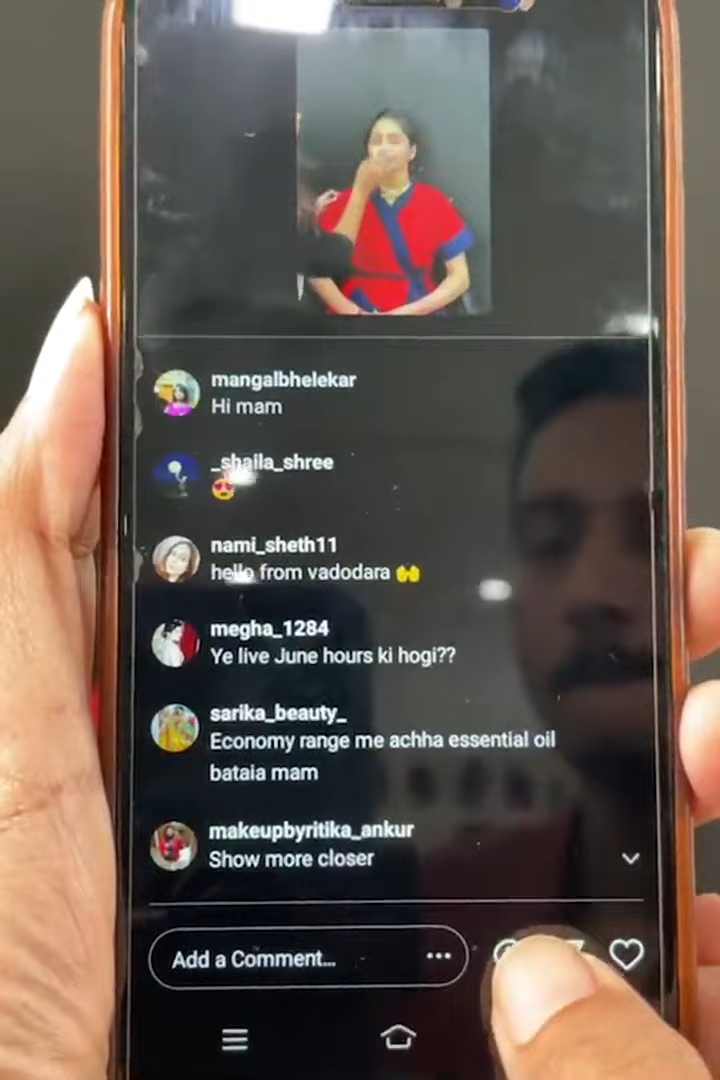 mangalbhelekar
Hi mam
_shaila_shree
😍
nami_sheth11
hello from vadodara 🙌
megha_1284
Ye live June hours ki hogi??
sarika_beauty_
Economy range me achha essential oil
bataia mam
makeupbyritika_ankur
Show more closer
Add a Comment...